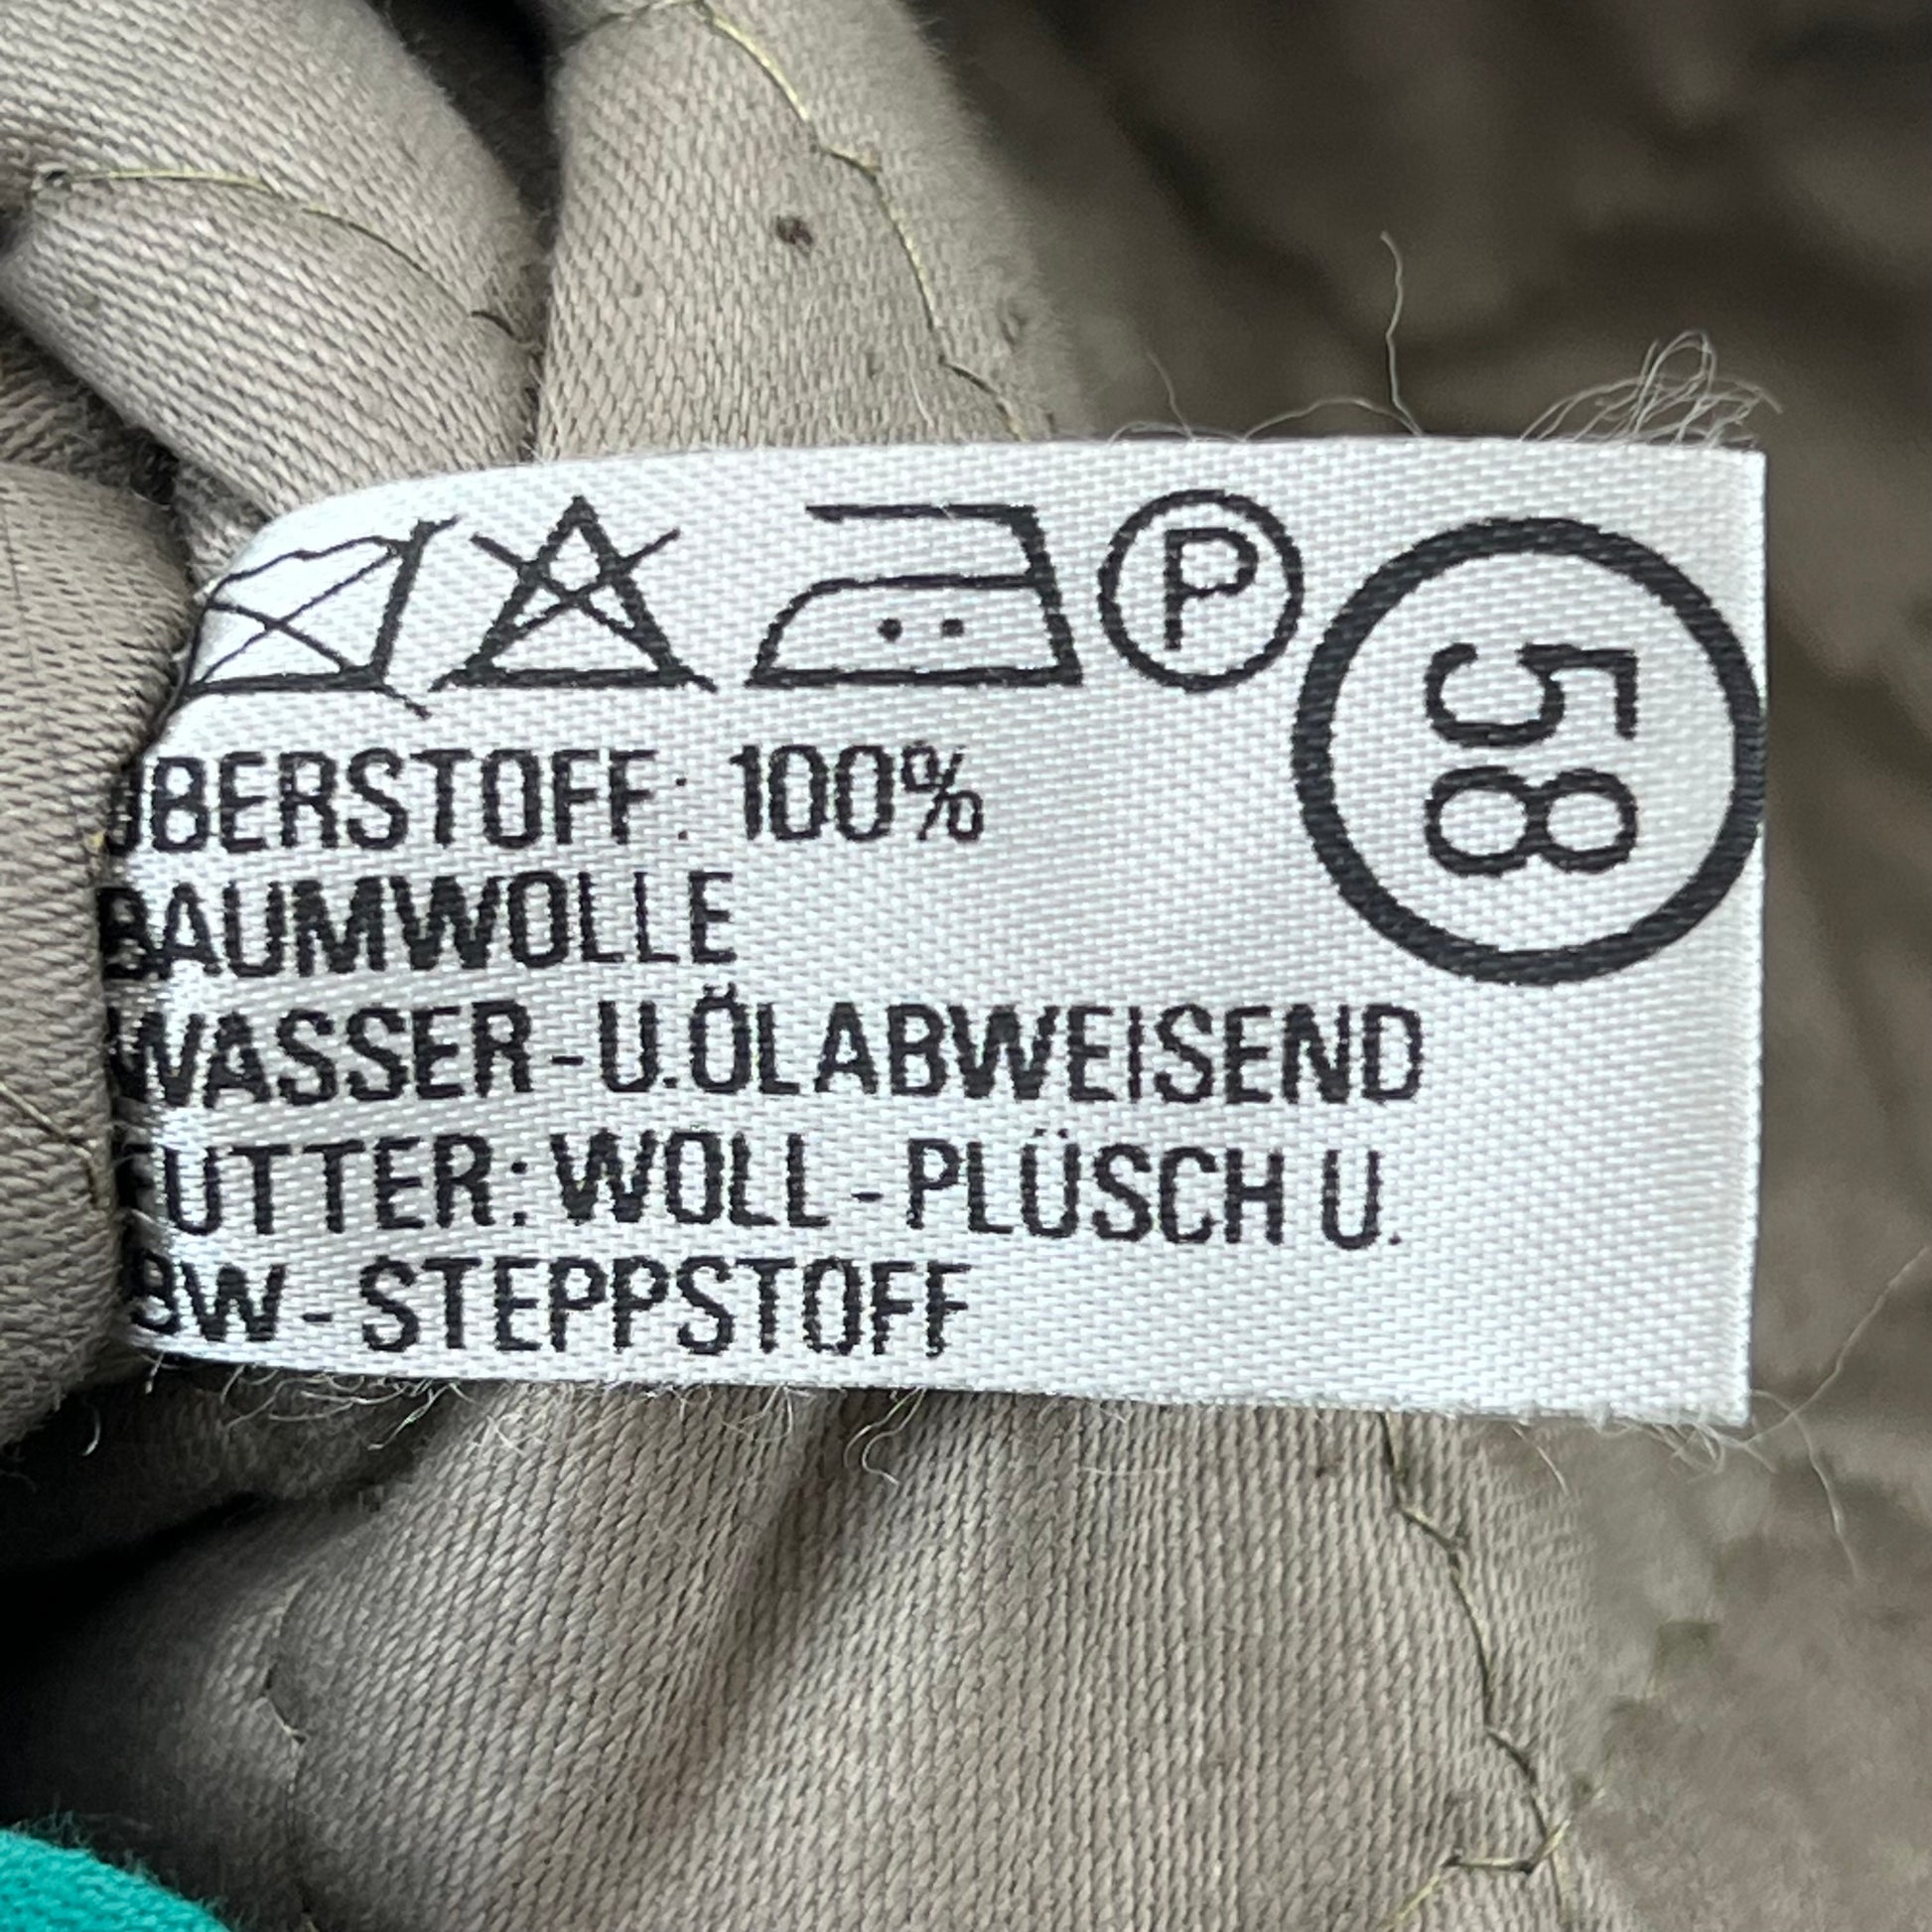 P
58
ÜBERSTOFF: 100%
BAUMWOLLE
WASSER-U.ÖLABWEISEND
FUTTER: WOLL-PLÜSCH U.
BW-STEPPSTOFF